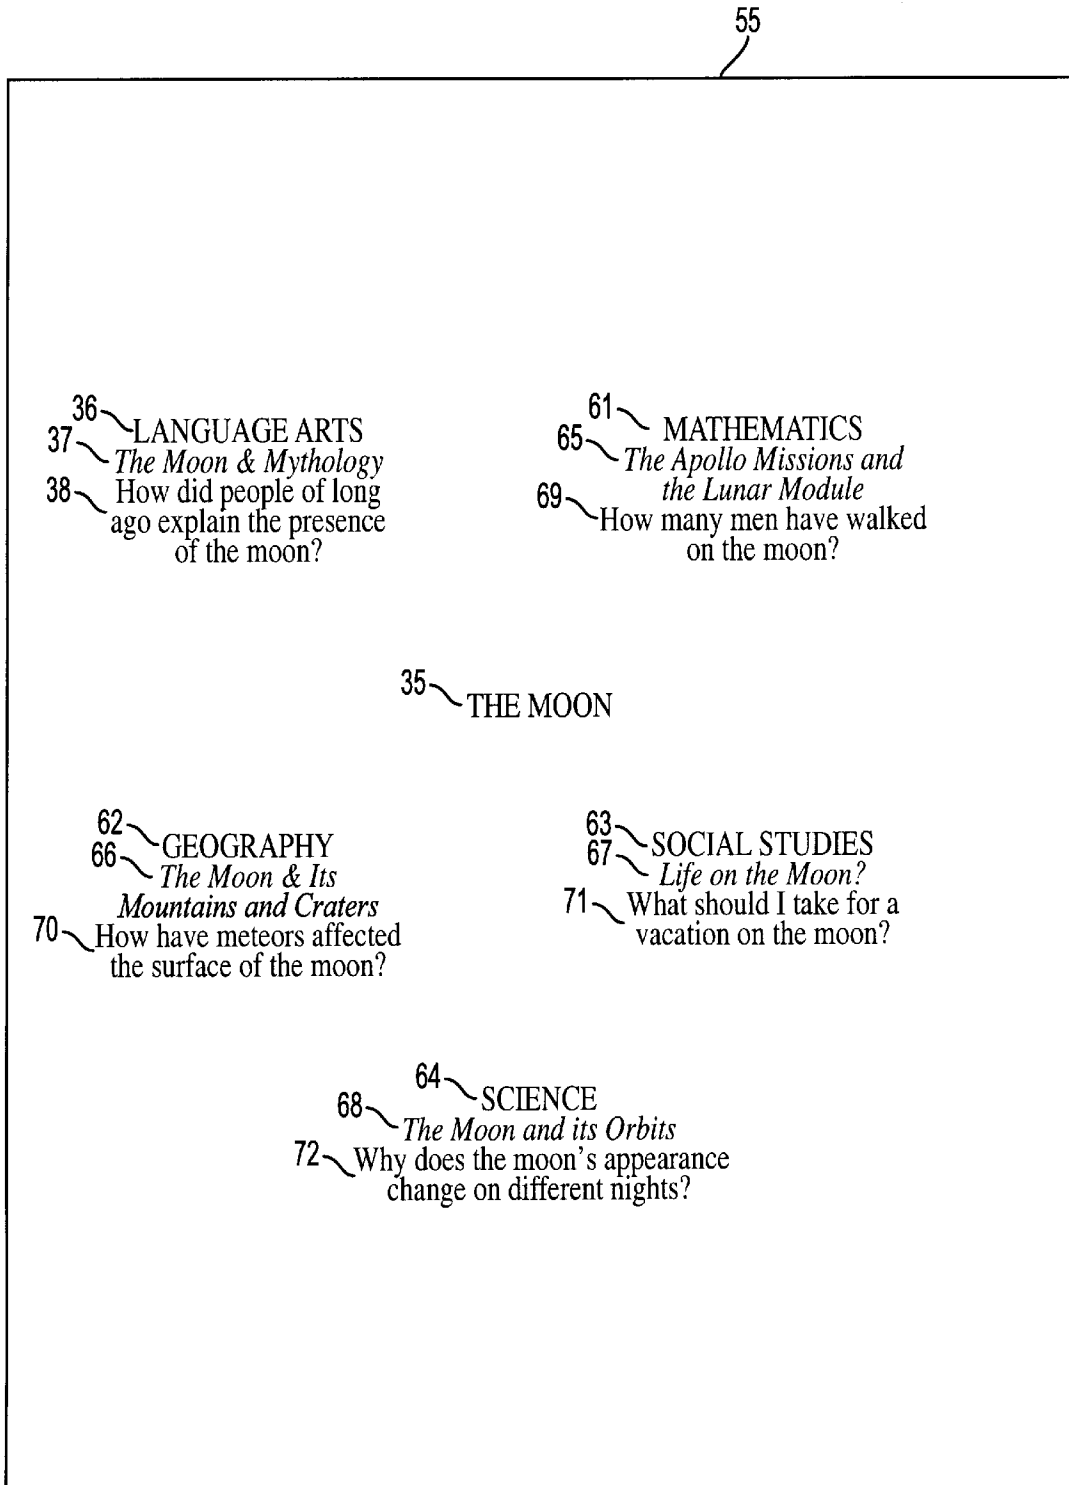 55
36
LANGUAGE ARTS
37
The Moon & Mythology
38
How did people of long
ago explain the presence
of the moon?
61
MATHEMATICS
65
The Apollo Missions and
the Lunar Module
69
How many men have walked
on the moon?
35
THE MOON
62
GEOGRAPHY
66
The Moon & Its
Mountains and Craters
70
How have meteors affected
the surface of the moon?
63
SOCIAL STUDIES
67
Life on the Moon?
71
What should I take for a
vacation on the moon?
64
SCIENCE
68
The Moon and its Orbits
72
Why does the moon's appearance
change on different nights?